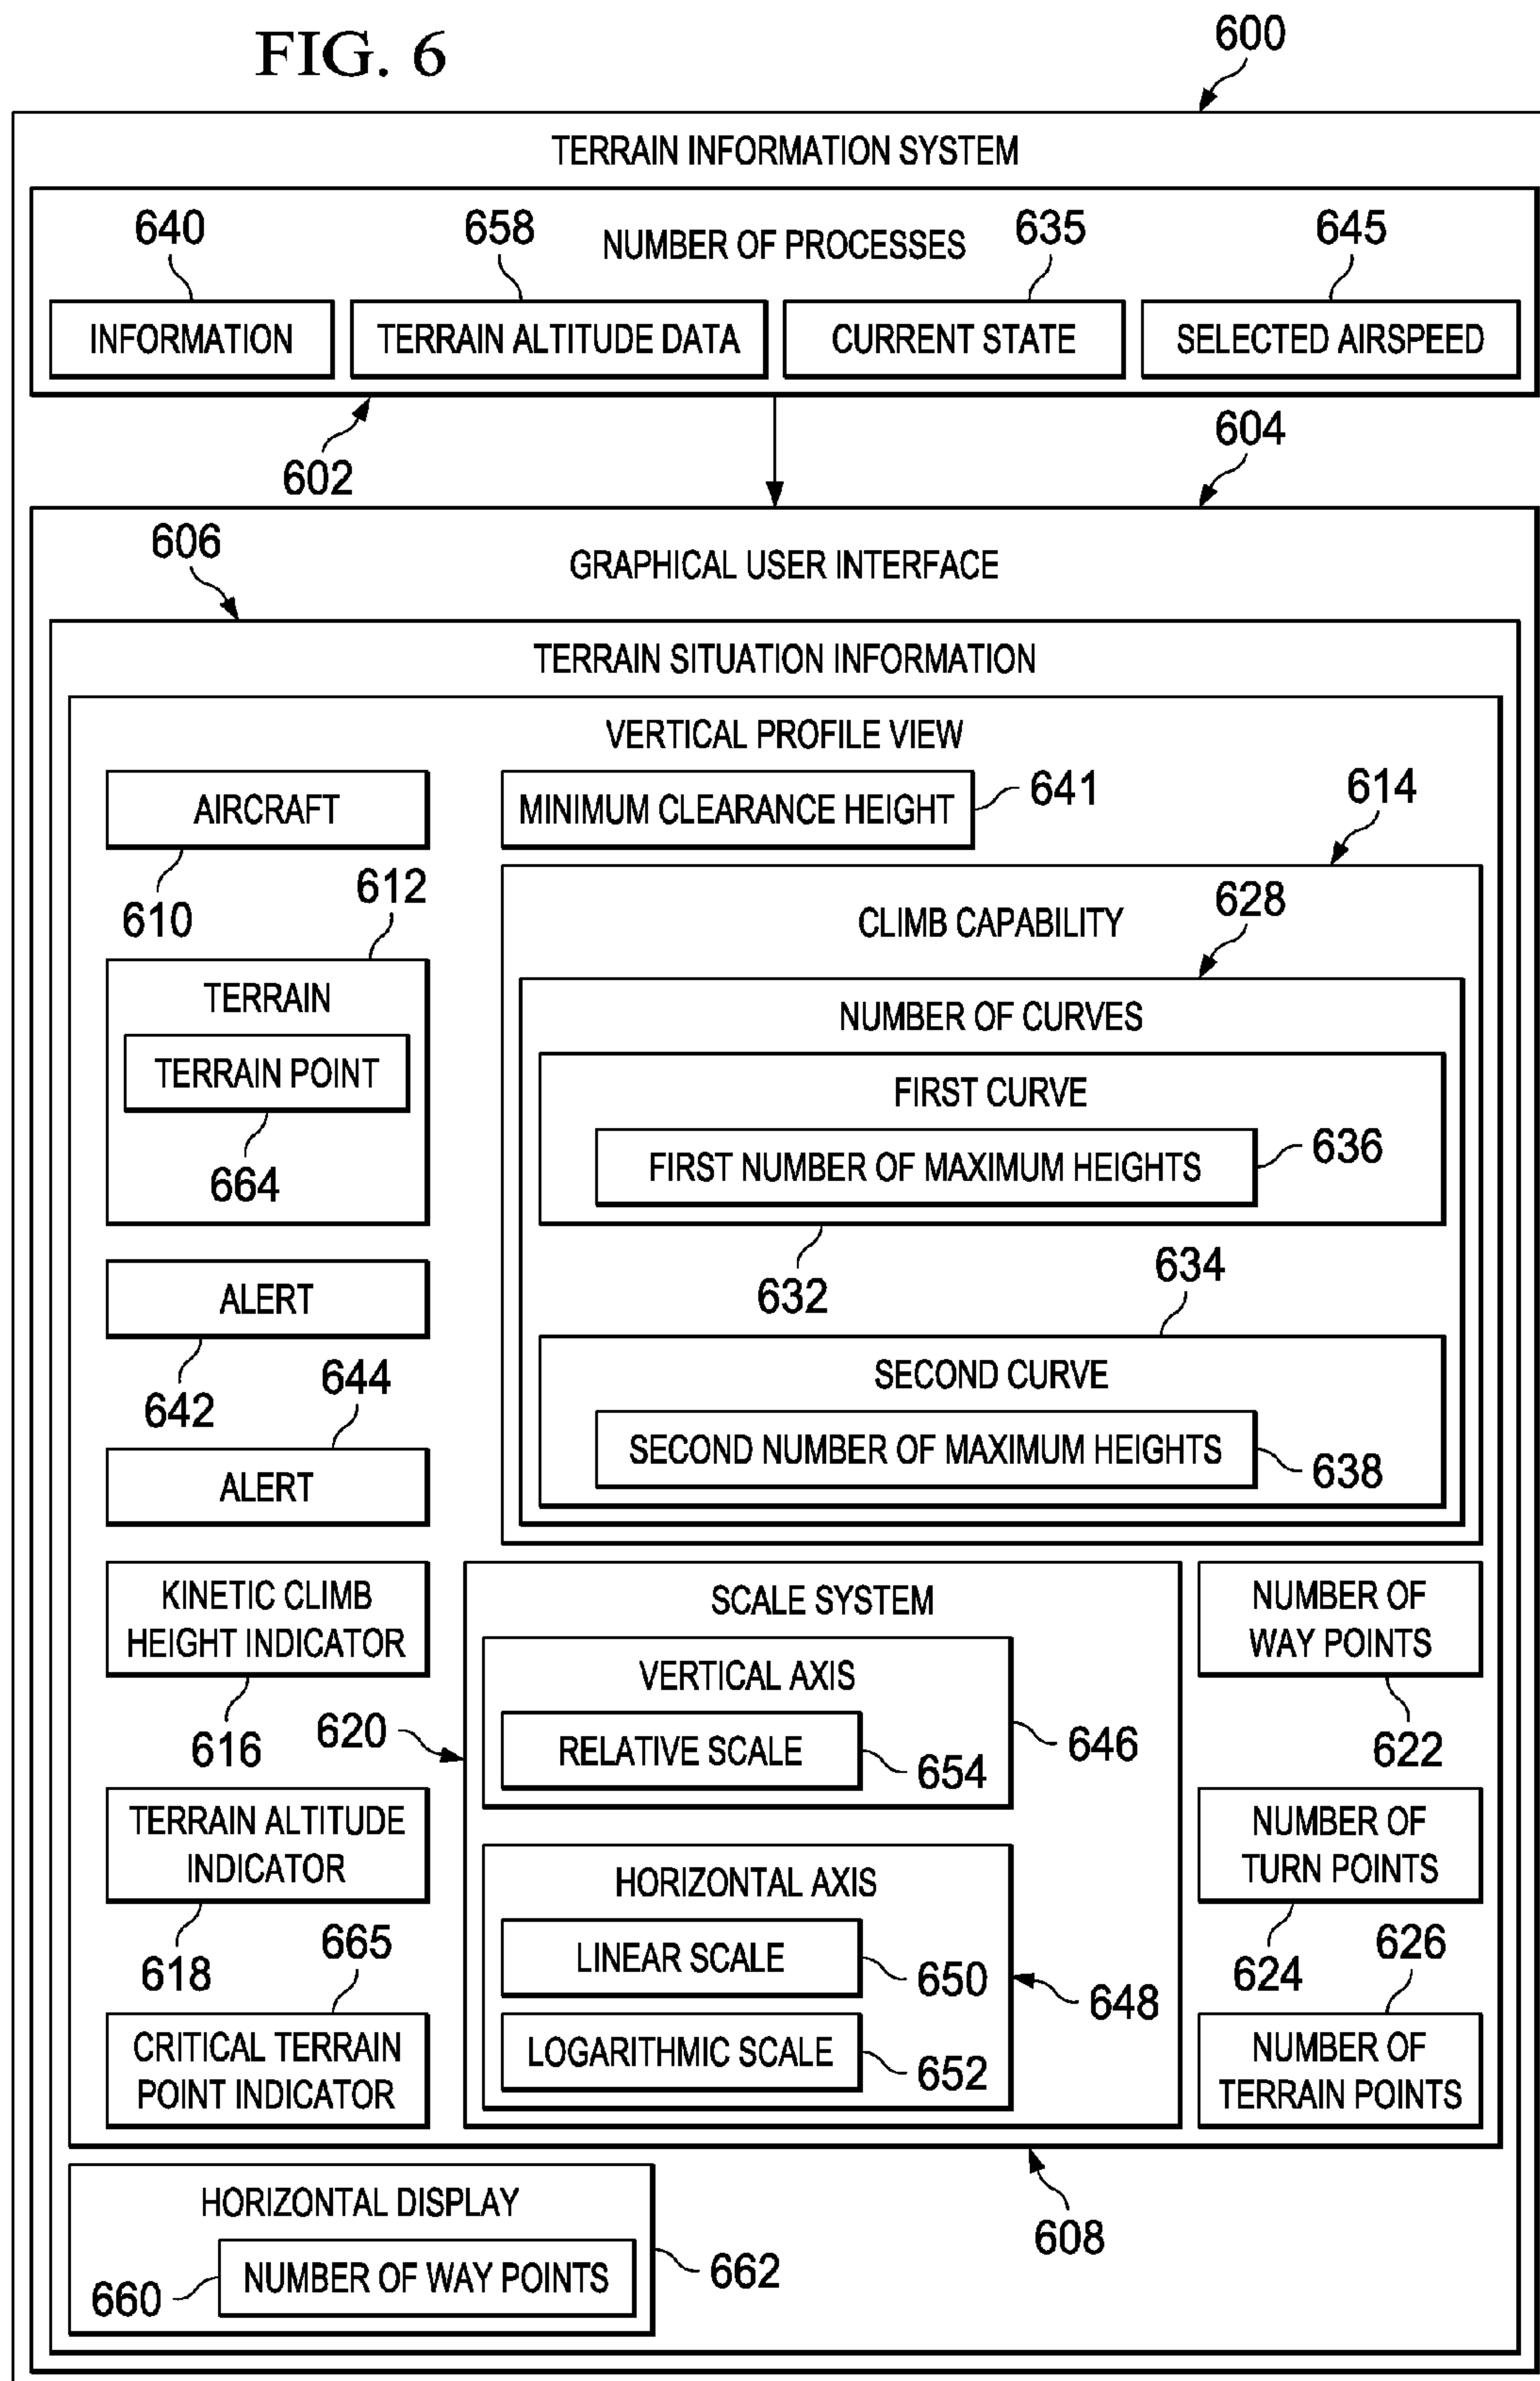 FIG. 6
600
TERRAIN INFORMATION SYSTEM
640
658
NUMBER OF PROCESSES
635
645
INFORMATION
TERRAIN ALTITUDE DATA
CURRENT STATE
SELECTED AIRSPEED
602
604
606
GRAPHICAL USER INTERFACE
TERRAIN SITUATION INFORMATION
VERTICAL PROFILE VIEW
AIRCRAFT
610
MINIMUM CLEARANCE HEIGHT
641
614
612
TERRAIN
TERRAIN POINT
664
CLIMB CAPABILITY
628
NUMBER OF CURVES
FIRST CURVE
FIRST NUMBER OF MAXIMUM HEIGHTS
636
632
634
SECOND CURVE
SECOND NUMBER OF MAXIMUM HEIGHTS
638
ALERT
642
644
ALERT
KINETIC CLIMB
HEIGHT INDICATOR
616
620
SCALE SYSTEM
VERTICAL AXIS
RELATIVE SCALE
654
646
NUMBER OF
WAY POINTS
622
TERRAIN ALTITUDE
INDICATOR
618
HORIZONTAL AXIS
LINEAR SCALE
650
648
LOGARITHMIC SCALE
652
NUMBER OF
TURN POINTS
624
626
665
CRITICAL TERRAIN
POINT INDICATOR
NUMBER OF
TERRAIN POINTS
608
HORIZONTAL DISPLAY
660
NUMBER OF WAY POINTS
662